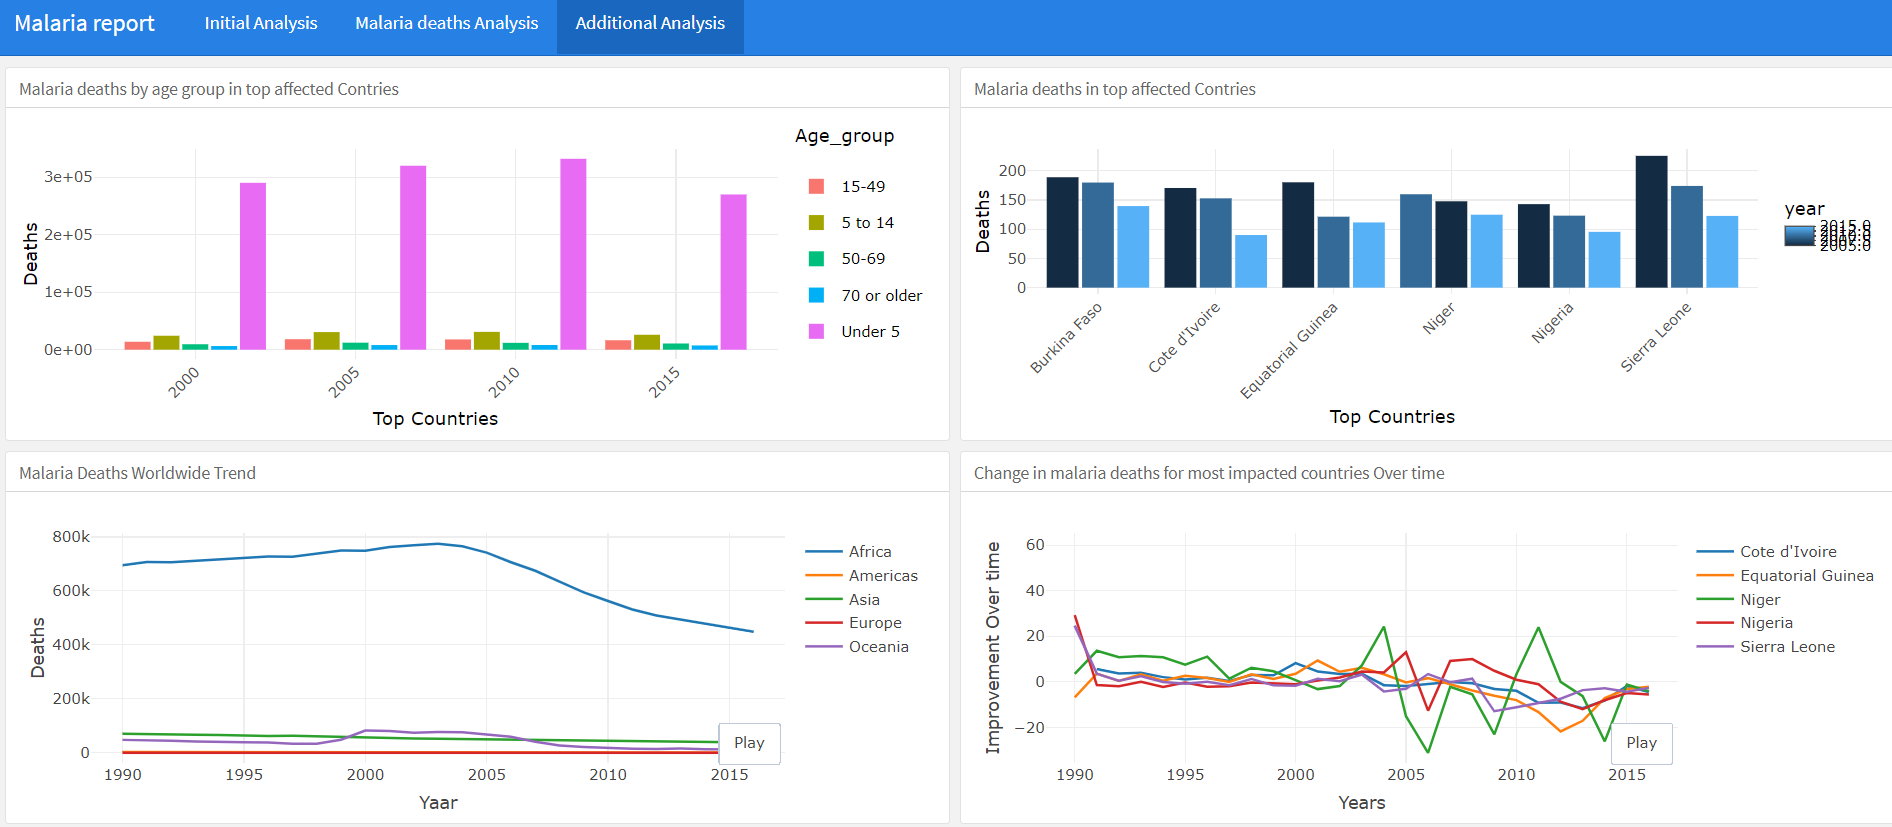 Malaria report
Initial Analysis
Malaria deaths Analysis
Additional Analysis
Malaria deaths by age group in top affected Contries
Deaths
3e+05
2e+05
1e+05
0e+00
2000
2005
2010
2015
Top Countries
Age_group
15-49
5 to 14
50-69
70 or older
Under 5
Malaria deaths in top affected Contries
Deaths
200
150
100
50
0
Burkina Faso
Cote d'Ivoire
Equatorial Guinea
Niger
Nigeria
Sierra Leone
Top Countries
year
2015.0
2005.0
Malaria Deaths Worldwide Trend
Deaths
800k
600k
400k
200k
0
1990
1995
2000
2005
2010
2015
Yaar
Africa
Americas
Asia
Europe
Oceania
Play
Change in malaria deaths for most impacted countries Over time
Improvement Over time
60
40
20
0
−20
1990
1995
2000
2005
2010
2015
Years
Cote d'Ivoire
Equatorial Guinea
Niger
Nigeria
Sierra Leone
Play